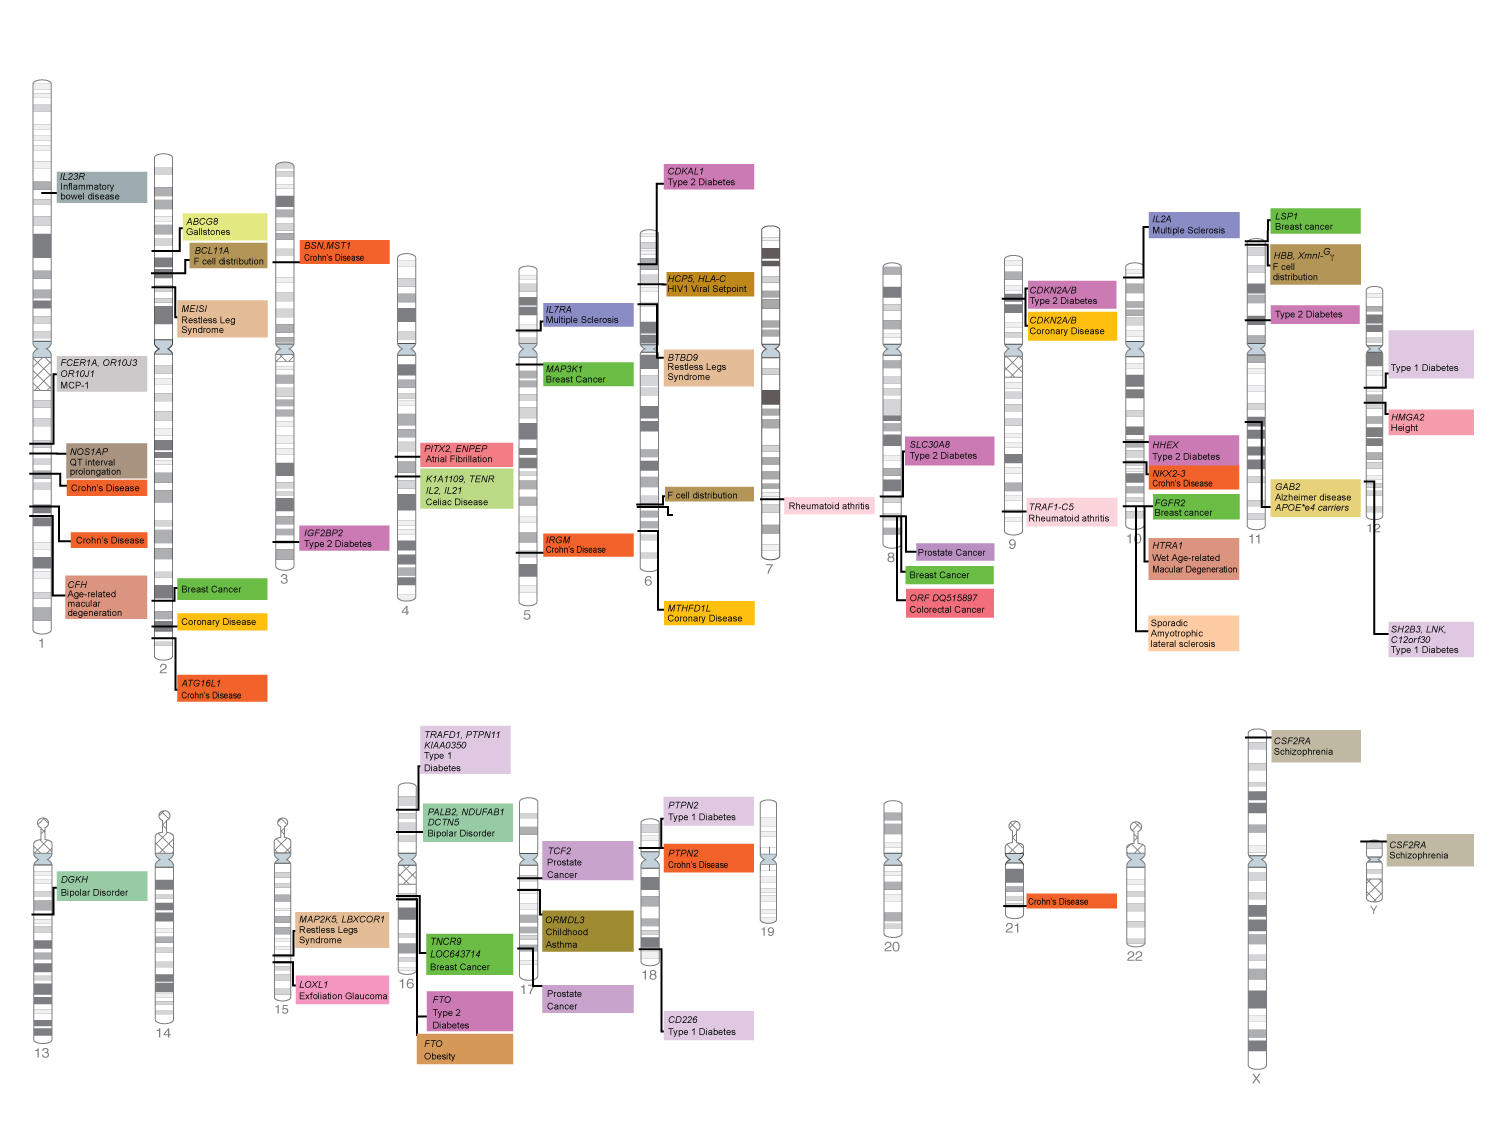 IL23R
Inflammatory
bowel disease
FCER1A, OR10J3
OR10J1
MCP-1
NOS1AP
QT interval
prolongation
Crohn's Disease
Crohn's Disease
CFH
Age-related
macular
degeneration
1
ABCG8
Gallstones
BCL11A
F cell distribution
MEISI
Restless Leg
Syndrome
Breast Cancer
Coronary Disease
ATG16L1
Crohn's Disease
2
BSN,MST1
Crohn's Disease
IGF2BP2
Type 2 Diabetes
3
PITX2, ENPEP
Atrial Fibrillation
K1A1109, TENR
IL2, IL21
Celiac Disease
4
IL7RA
Multiple Sclerosis
MAP3K1
Breast Cancer
IRGM
Crohn's Disease
5
CDKAL1
Type 2 Diabetes
HCP5, HLA-C
HIV1 Viral Setpoint
BTBD9
Restless Legs
Syndrome
F cell distribution
MTHFD1L
Coronary Disease
6
Rheumatoid athritis
7
SLC30A8
Type 2 Diabetes
Prostate Cancer
Breast Cancer
ORF DQ515897
Colorectal Cancer
8
CDKN2A/B
Type 2 Diabetes
CDKN2A/B
Coronary Disease
TRAF1-C5
Rheumatoid athritis
9
IL2A
Multiple Sclerosis
HHEX
Type 2 Diabetes
NKX2-3
Crohn's Disease
FGFR2
Breast cancer
HTRA1
Wet Age-related
Macular Degeneration
Sporadic
Amyotrophic
lateral sclerosis
10
LSP1
Breast cancer
HBB, XmnI-Gγ
F cell
distribution
Type 2 Diabetes
GAB2
Alzheimer disease
APOE*e4 carriers
11
Type 1 Diabetes
HMGA2
Height
SH2B3, LNK,
C12orf30
Type 1 Diabetes
12
DGKH
Bipolar Disorder
13
14
MAP2K5, LBXCOR1
Restless Legs
Syndrome
LOXL1
Exfoliation Glaucoma
15
TRAFD1, PTPN11
KIAA0350
Type 1
Diabetes
PALB2, NDUFAB1
DCTN5
Bipolar Disorder
TNCR9
LOC643714
Breast Cancer
FTO
Type 2
Diabetes
FTO
Obesity
16
TCF2
Prostate
Cancer
ORMDL3
Childhood
Asthma
Prostate
Cancer
17
PTPN2
Type 1 Diabetes
PTPN2
Crohn's Disease
CD226
Type 1 Diabetes
18
19
20
Crohn's Disease
21
22
CSF2RA
Schizophrenia
X
CSF2RA
Schizophrenia
Y